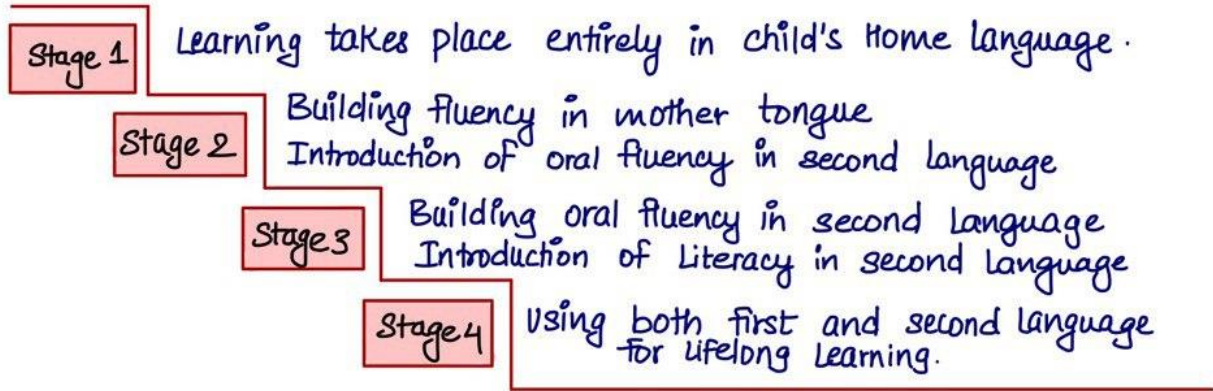 Stage 1
Learning takes place entirely in child's Home language.
Stage 2
Building fluency in mother tongue
Introduction of oral fluency in second language
Stage 3
Building oral fluency in second Language
Introduction of Literacy in second Language
Stage 4
Using both first and second language
for lifelong Learning.